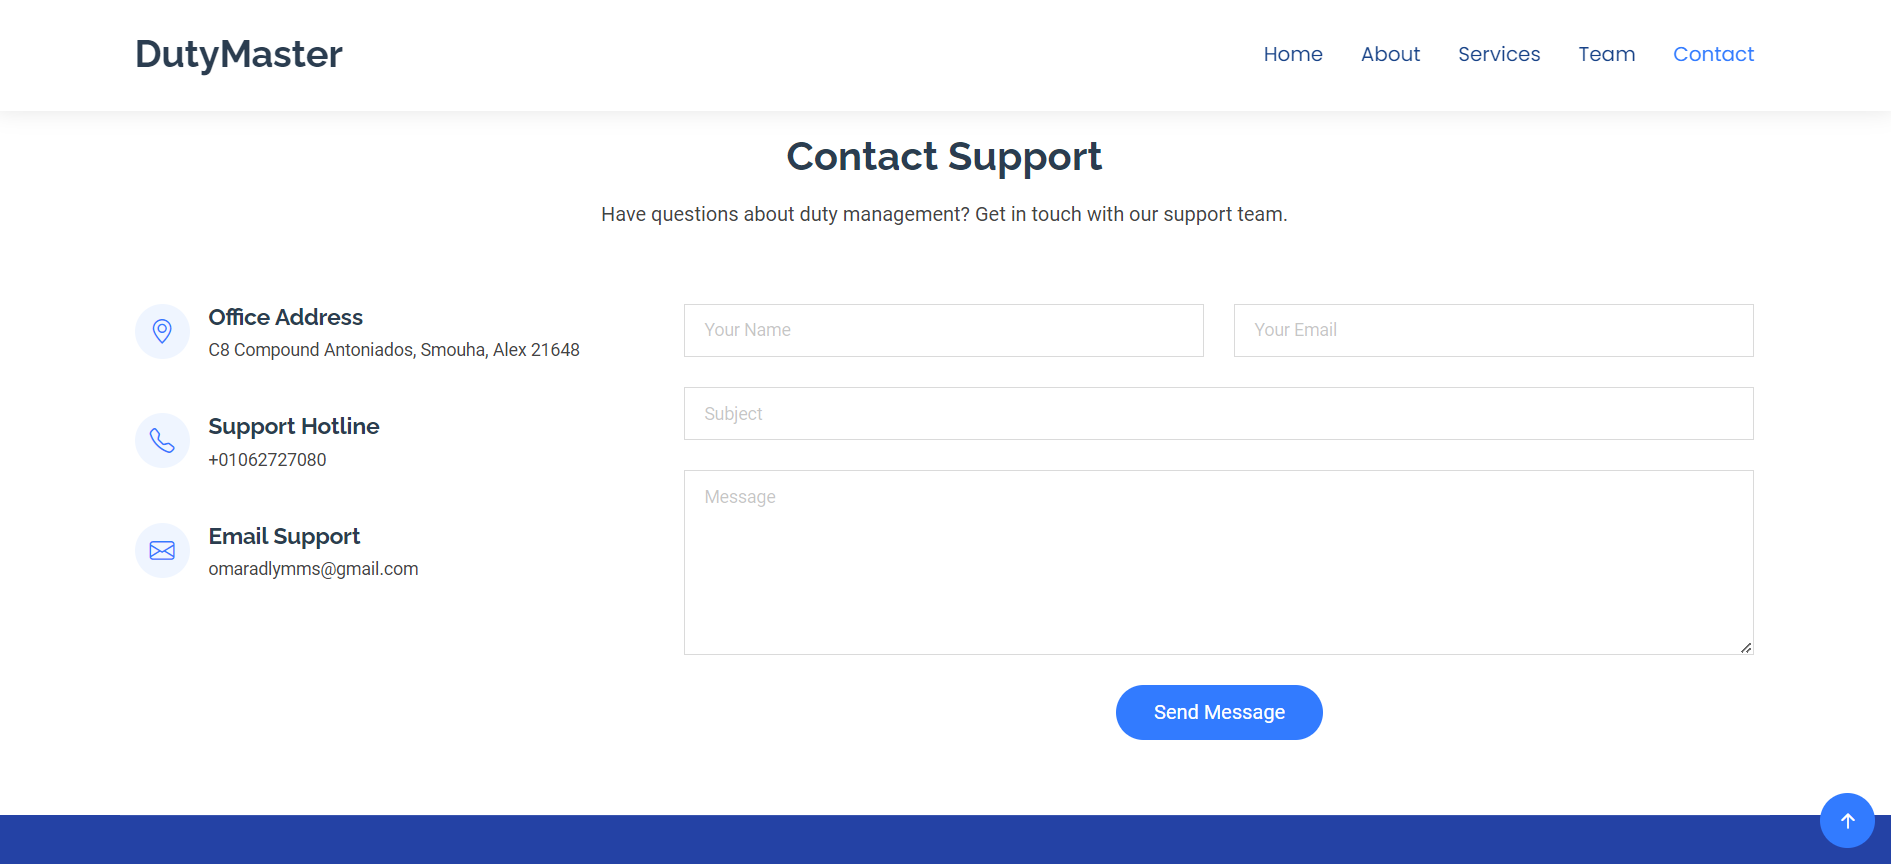 DutyMaster
Home About Services Team Contact
Contact Support
Have questions about duty management? Get in touch with our support team.
Office Address
C8 Compound Antoniados, Smouha, Alex 21648
Support Hotline
+01062727080
Email Support
omaradlymms@gmail.com
Your Name
Your Email
Subject
Message
Send Message